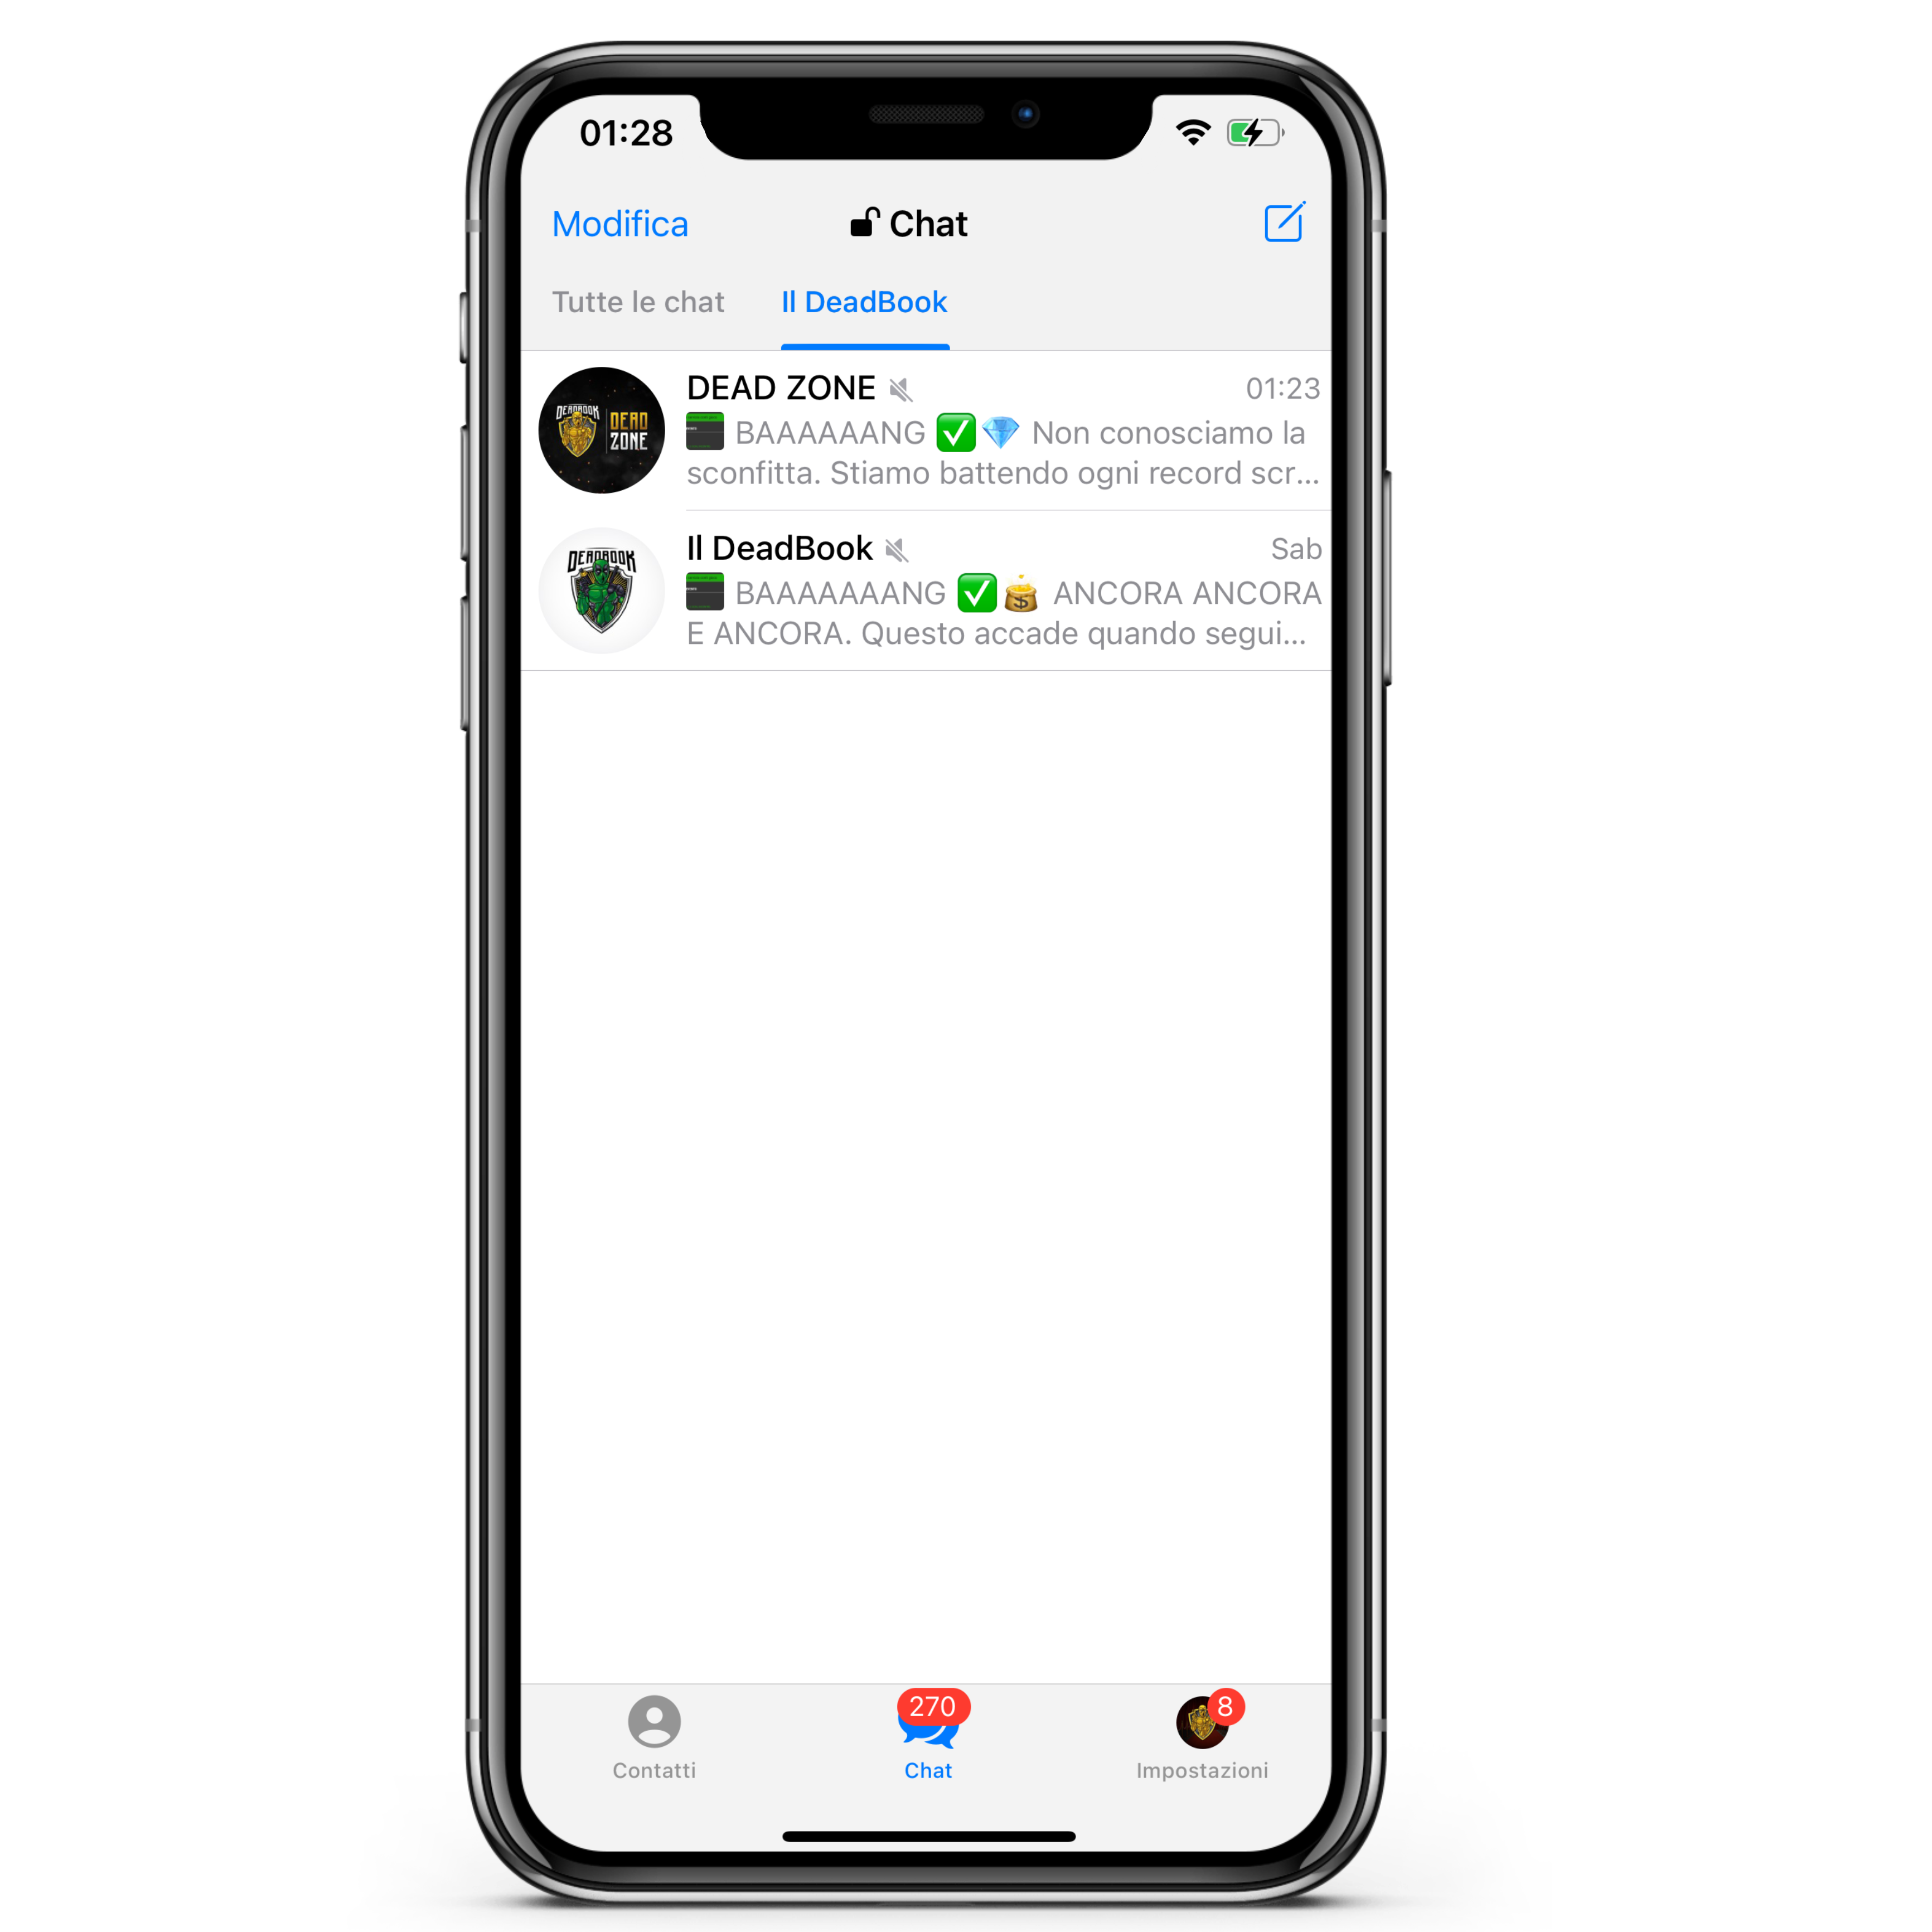 01:28
Modifica
Chat
Tutte le chat
Il DeadBook
DEADBOOK
DEAD
ZONE
DEAD ZONE
01:23
BAAAAAANG ✅💎 Non conosciamo la
sconfitta. Stiamo battendo ogni record scr...
DEADBOOK
Il DeadBook
Sab
BAAAAAAANG ✅💰 ANCORA ANCORA
E ANCORA. Questo accade quando segui...
270
8
Contatti
Chat
Impostazioni